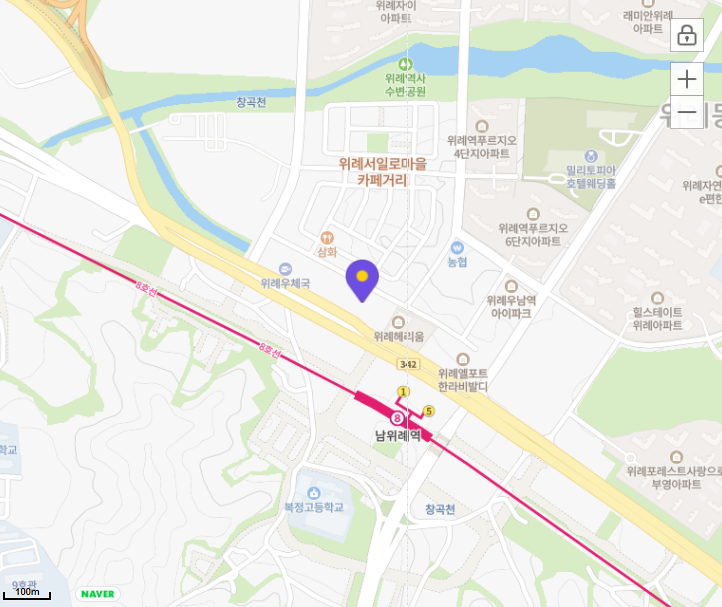 위례자이
아파트
래미안위례
아파트
위례역사
수변공원
창곡천
위례역푸르지오
4단지아파트
위례서일로마을
카페거리
밀리토피아
호텔웨딩홀
위례자연
e편한
위례역푸르지오
6단지아파트
삼화
농협
위례우체국
8호선
위례우남역
아이파크
힐스테이트
위례아파트
위례헤리움
8호선
342
위례엘포트
한라비발디
1
5
8
남위례역
학교
위례포레스트사랑으로
부영아파트
복정고등학교
창곡천
9호관
100m
NAVER